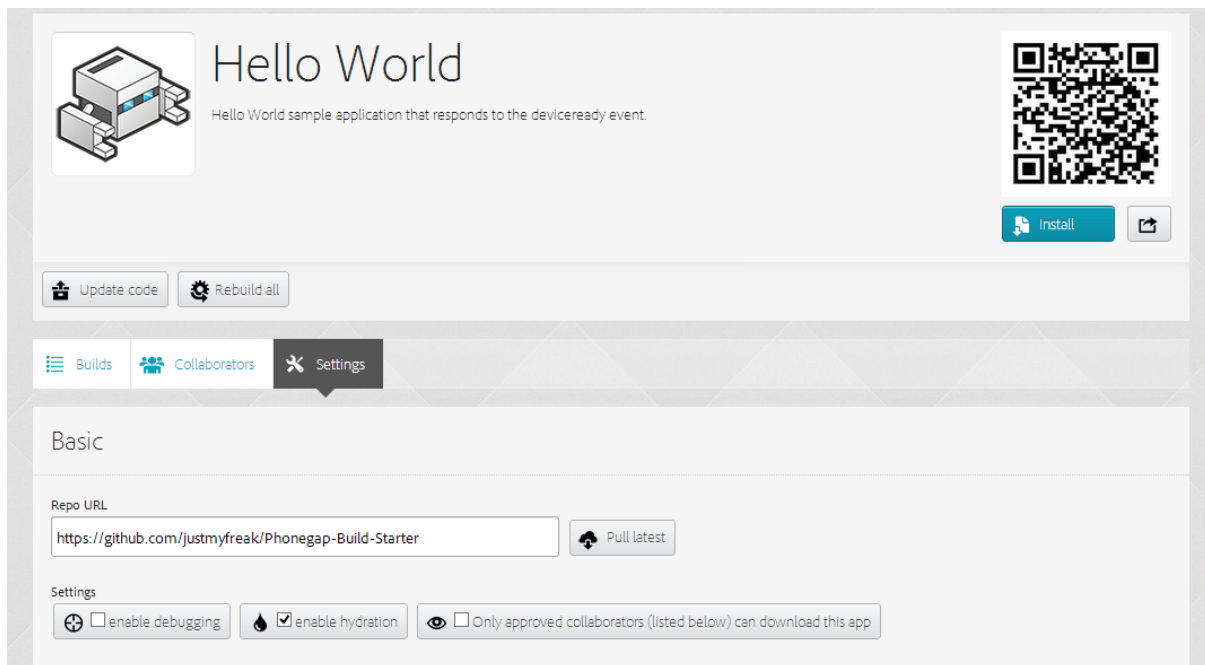 Hello World
Hello World sample application that responds to the deviceready event.
Install
Update code
Rebuild all
Builds
Collaborators
Settings
Basic
Repo URL
https://github.com/justmyfreak/Phonegap-Build-Starter
Pull latest
Settings
enable debugging
enable hydration
Only approved collaborators (listed below) can download this app